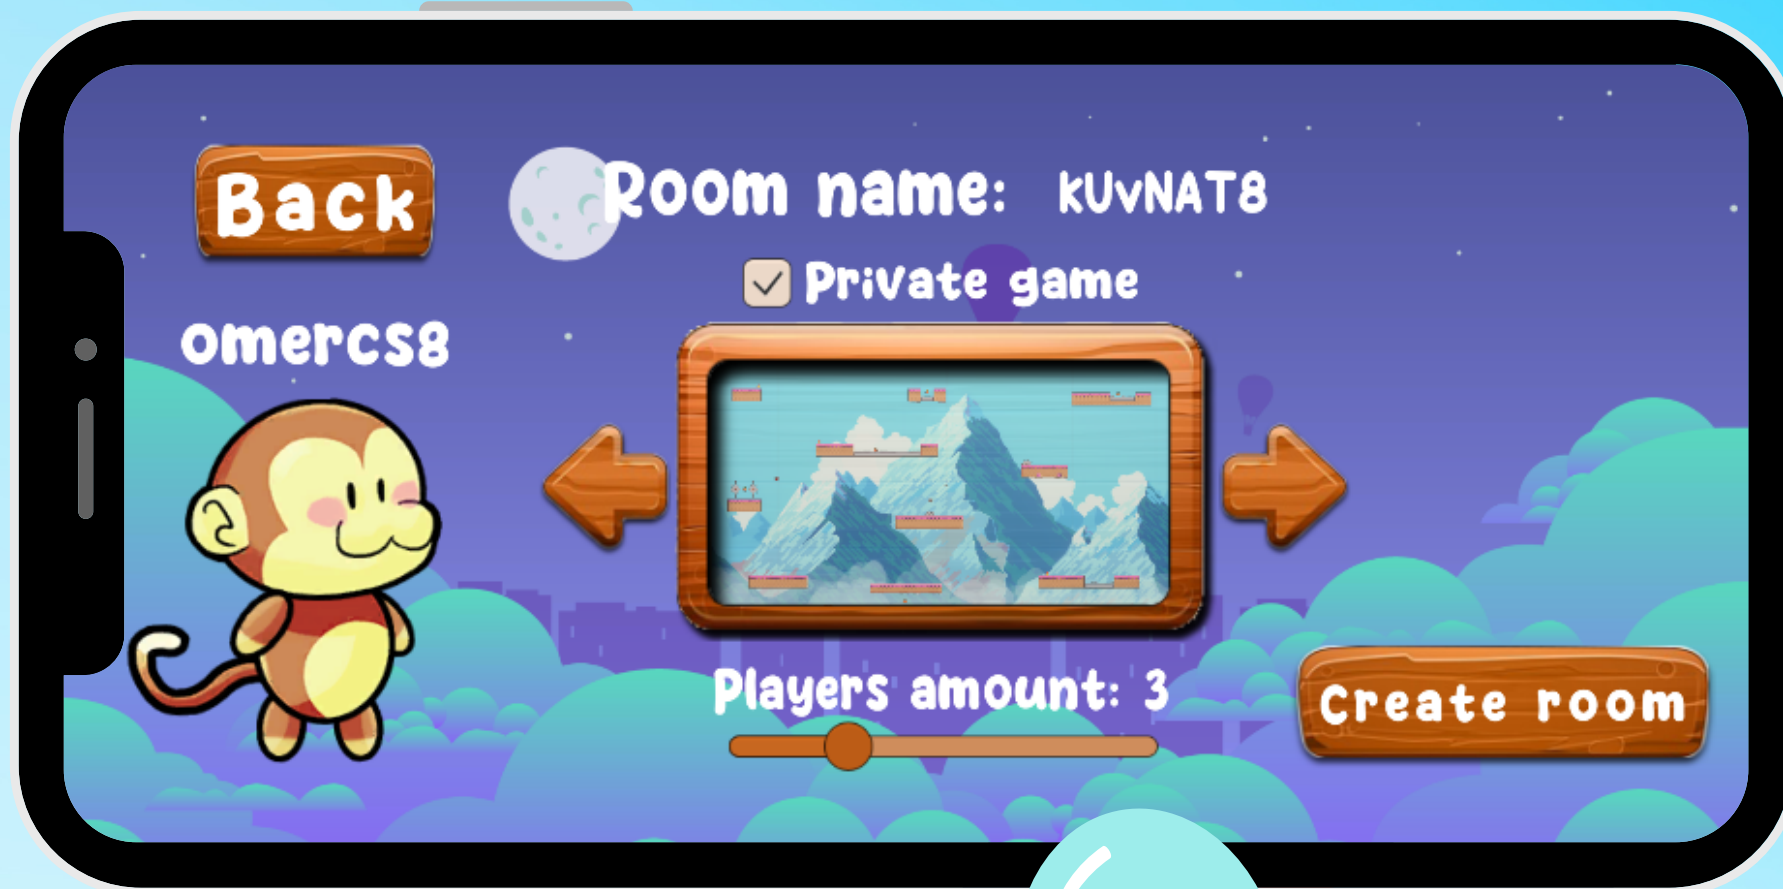 Back
Room name: kUvNAT8
Private game
omercs8
Players amount: 3
Create room